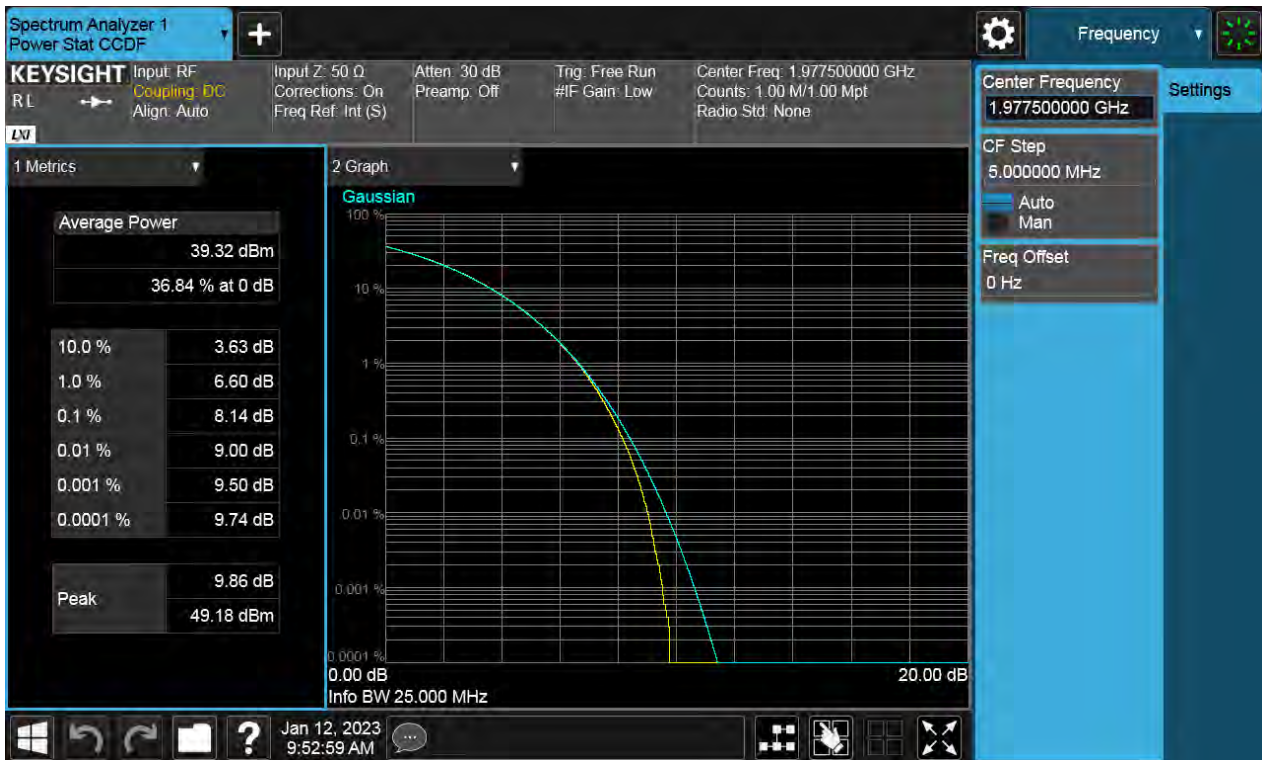 Spectrum Analyzer 1
Power Stat CCDF
Frequency
KEYSIGHT
R L
LXI
Input: RF
Coupling: DC
Align: Auto
Input Z: 50 Ω
Corrections: On
Freq Ref: Int (S)
Atten: 30 dB
Preamp: Off
Trig: Free Run
#IF Gain: Low
Center Freq: 1.977500000 GHz
Counts: 1.00 M/1.00 Mpt
Radio Std: None
Center Frequency
1.977500000 GHz
Settings
CF Step
5.000000 MHz
Auto
Man
Freq Offset
0 Hz
1 Metrics
Average Power
39.32 dBm
36.84 % at 0 dB
10.0 % 3.63 dB
1.0 % 6.60 dB
0.1 % 8.14 dB
0.01 % 9.00 dB
0.001 % 9.50 dB
0.0001 % 9.74 dB
Peak 9.86 dB
49.18 dBm
2 Graph
Gaussian
100 %
10 %
1 %
0.1 %
0.01 %
0.001 %
0.0001 %
0.00 dB 20.00 dB
Info BW 25.000 MHz
?
Jan 12, 2023
9:52:59 AM